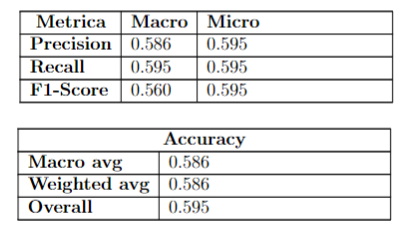 Metrica Macro Micro
Precision 0.586 0.595
Recall 0.595 0.595
F1-Score 0.560 0.595
Accuracy
Macro avg 0.586
Weighted avg 0.586
Overall 0.595